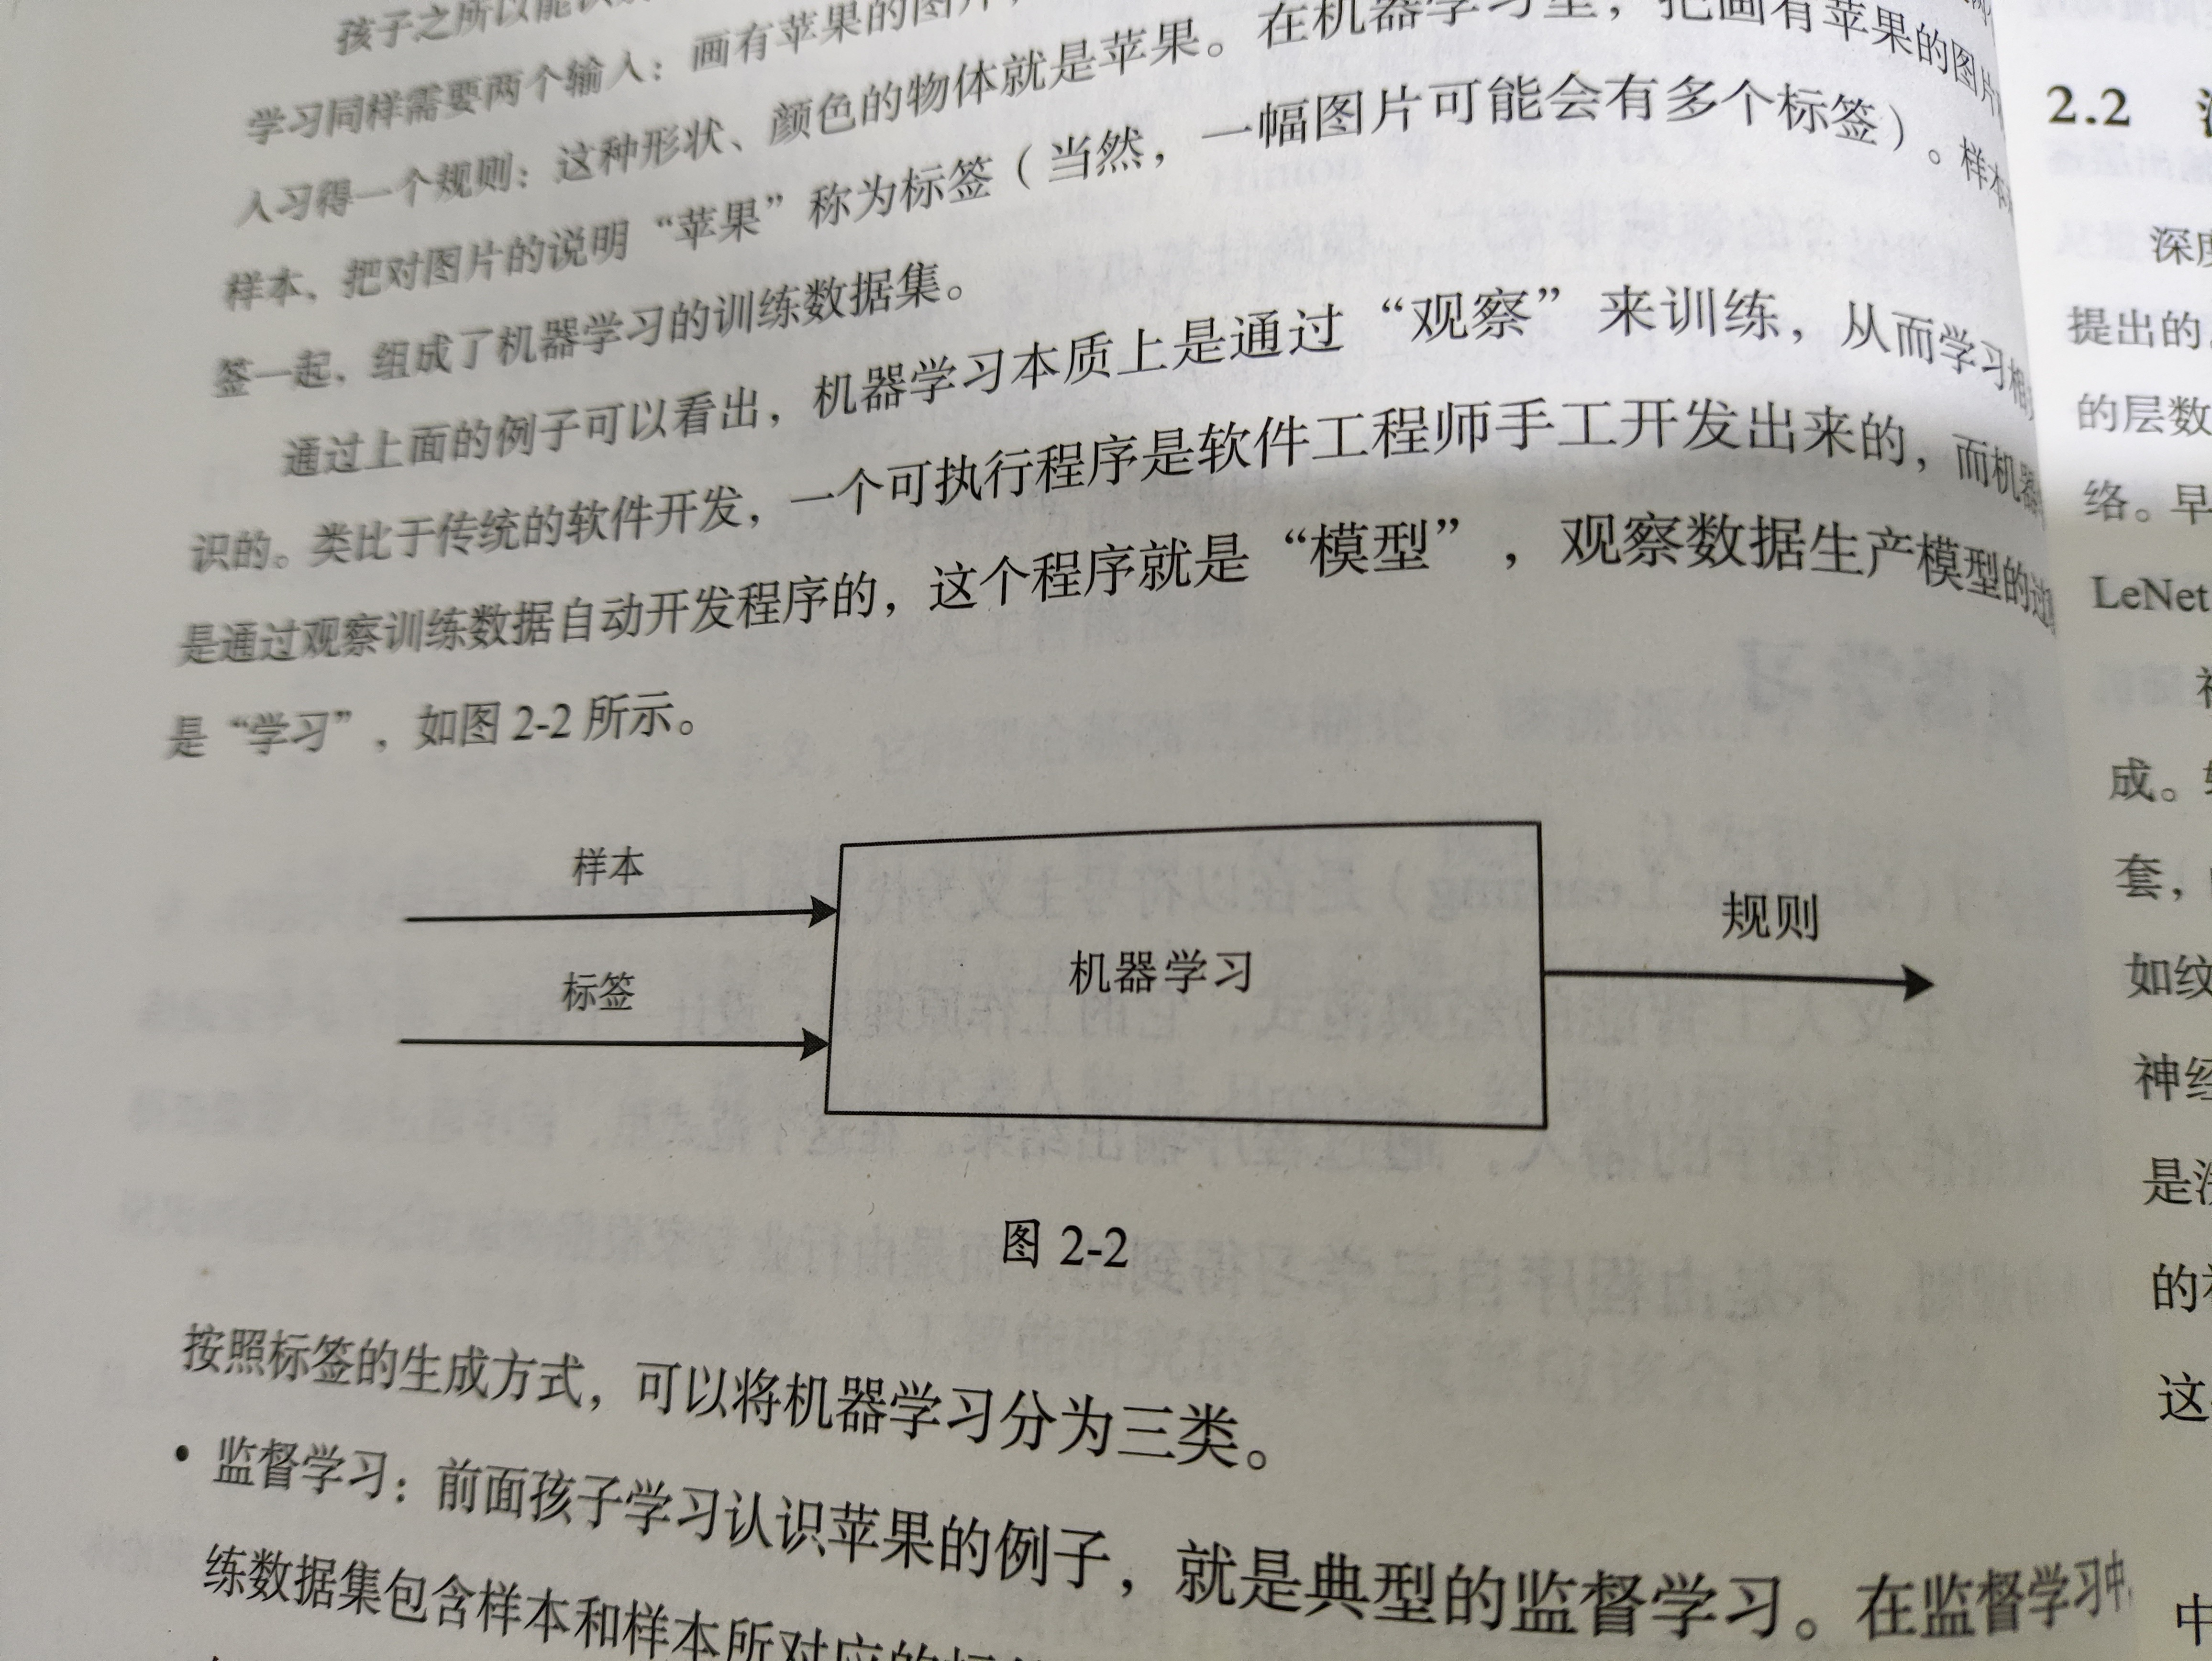 孩子之所以能
学习同样需要两个输入：画有苹果的图片，
入习得一个规则：这种形状、颜色的物体就是苹果。在机器学习里，把画有苹果的图片
样本，把对图片的说明“苹果”称为标签（当然，一幅图片可能会有多个标签）。样本
签一起，组成了机器学习的训练数据集。
通过上面的例子可以看出，机器学习本质上是通过“观察”来训练，从而学习相
识的。类比于传统的软件开发，一个可执行程序是软件工程师手工开发出来的，而机器
是通过观察训练数据自动开发程序的，这个程序就是“模型”，观察数据生产模型的过
是“学习”，如图 2-2 所示。
样本
标签
机器学习
规则
图 2-2
按照标签的生成方式，可以将机器学习分为三类。
• 监督学习：前面孩子学习认识苹果的例子，就是典型的监督学习。在监督学习中
练数据集包含样本和样本所对应的标
2.2
深度
提出的
的层数
络。早
LeNet
成。
套，
如纹
神经
是
的
这
中